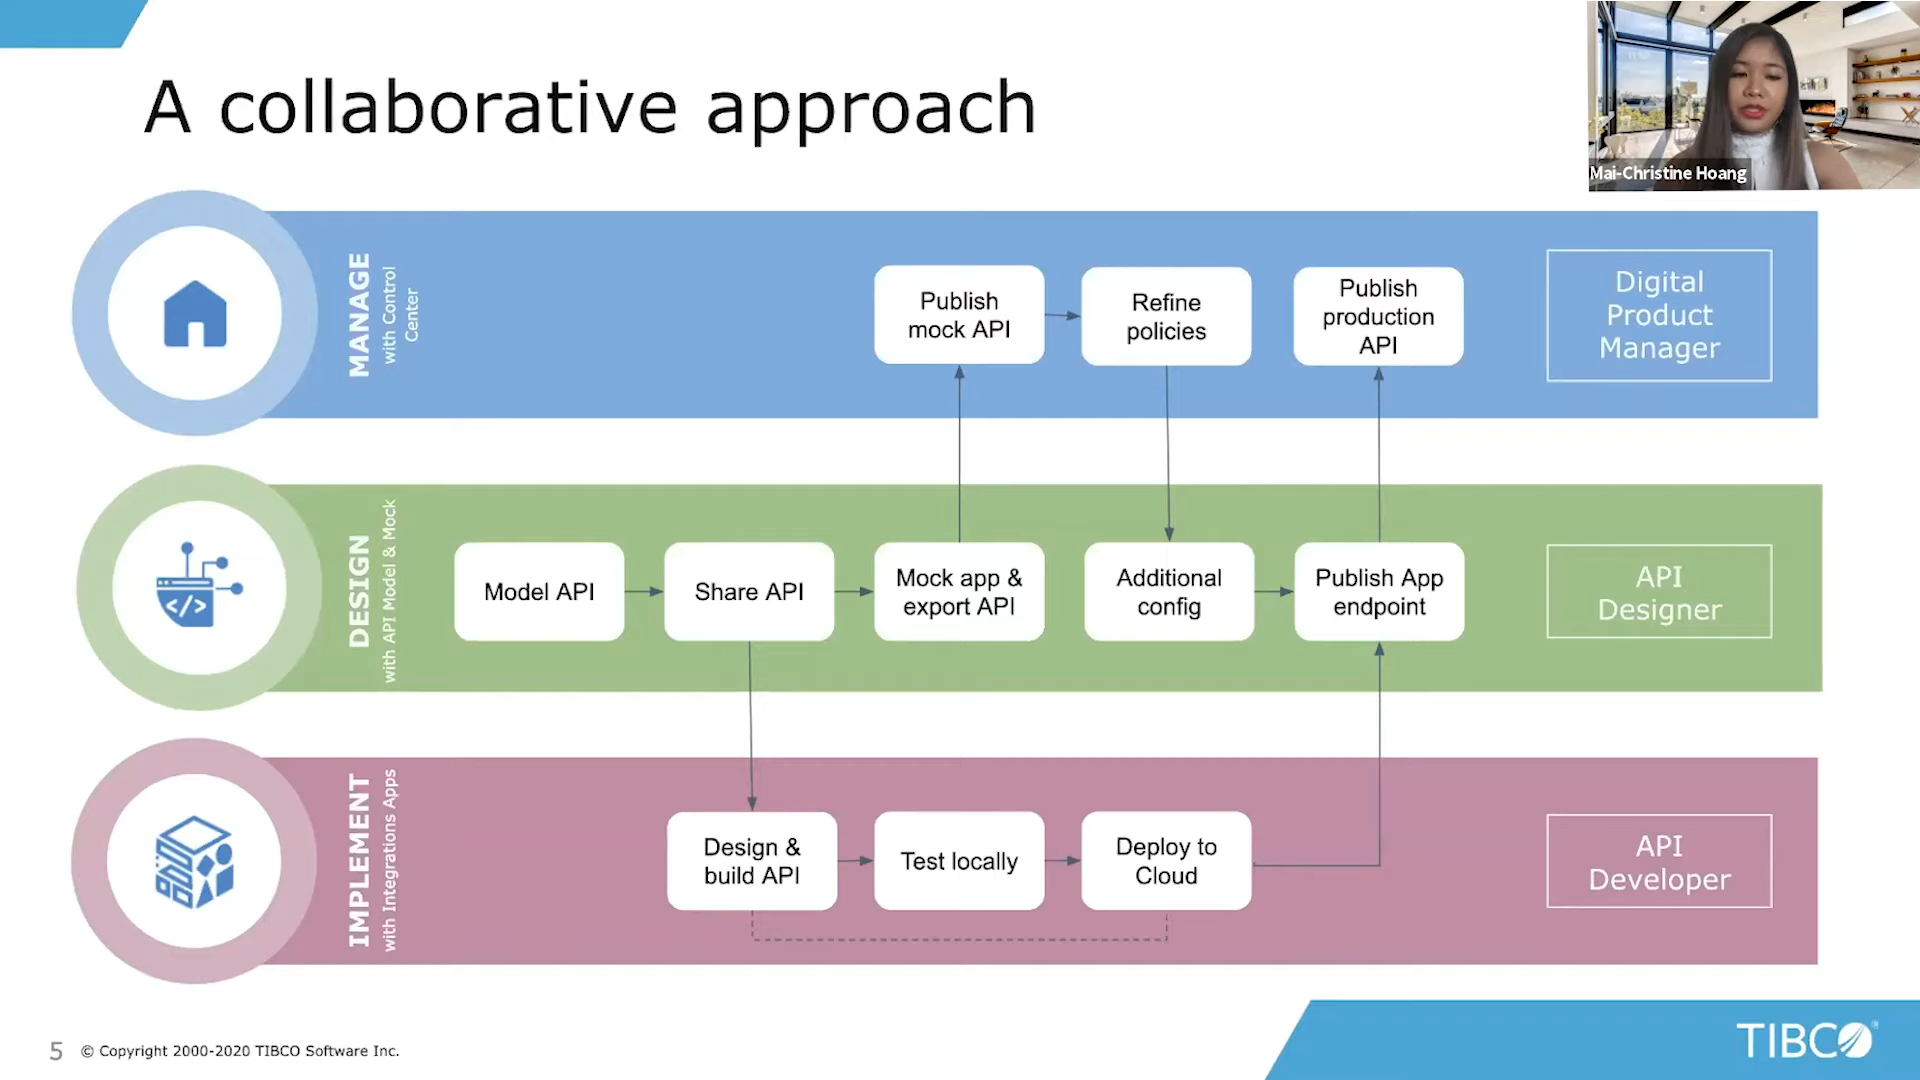 A collaborative approach
Mai-Christine Hoang
MANAGE
with Control
Center
Publish
mock API
Refine
policies
Publish
production
API
Digital
Product
Manager
DESIGN
with API Model & Mock
Model API
Share API
Mock app &
export API
Additional
config
Publish App
endpoint
API
Designer
IMPLEMENT
with Integrations Apps
Design &
build API
Test locally
Deploy to
Cloud
API
Developer
5
© Copyright 2000-2020 TIBCO Software Inc.
TIBCO